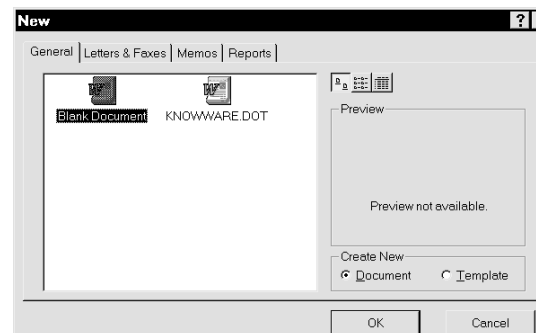 New
?
General Letters & Faxes Memos Reports
Blank Document KNOWWARE.DOT
Preview
Preview not available.
Create New
Document Template
OK Cancel